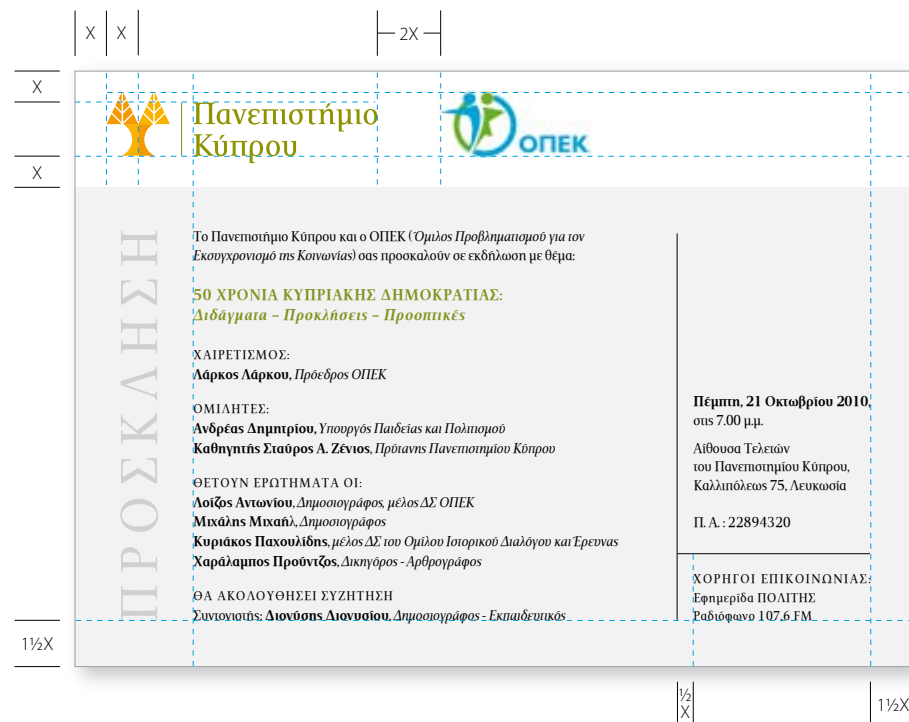 X X 2X
X
Πανεπιστήμιο
Κύπρου
ΟΠΕΚ
X
ΠΡΟΣΚΛΗΣΗ
Το Πανεπιστήμιο Κύπρου και ο ΟΠΕΚ (Όμιλος Προβληματισμού για τον
Εκσυγχρονισμό της Κοινωνίας) σας προσκαλούν σε εκδήλωση με θέμα:
50 ΧΡΟΝΙΑ ΚΥΠΡΙΑΚΗΣ ΔΗΜΟΚΡΑΤΙΑΣ:
Διδάγματα – Προκλήσεις – Προοπτικές
ΧΑΙΡΕΤΙΣΜΟΣ:
Λάρκος Λάρκου, Πρόεδρος ΟΠΕΚ
ΟΜΙΛΗΤΕΣ:
Ανδρέας Δημητρίου, Υπουργός Παιδείας και Πολιτισμού
Καθηγητής Σταύρος Α. Ζένιος, Πρύτανης Πανεπιστημίου Κύπρου
ΘΕΤΟΥΝ ΕΡΩΤΗΜΑΤΑ ΟΙ:
Λοΐζος Αντωνίου, Δημοσιογράφος, μέλος ΔΣ ΟΠΕΚ
Μιχάλης Μιχαήλ, Δημοσιογράφος
Κυριάκος Παχουλίδης, μέλος ΔΣ του Ομίλου Ιστορικού Διαλόγου και Έρευνας
Χαράλαμπος Προύντζος, Δικηγόρος - Αρθρογράφος
ΘΑ ΑΚΟΛΟΥΘΗΣΕΙ ΣΥΖΗΤΗΣΗ
Συντονιστής: Διονύσης Διονυσίου, Δημοσιογράφος - Εκπαιδευτικός
Πέμπτη, 21 Οκτωβρίου 2010,
στις 7.00 μ.μ.
Αίθουσα Τελετών
του Πανεπιστημίου Κύπρου,
Καλλιπόλεως 75, Λευκωσία
Π. Α. : 22894320
ΧΟΡΗΓΟΙ ΕΠΙΚΟΙΝΩΝΙΑΣ:
Εφημερίδα ΠΟΛΙΤΗΣ
Ραδιόφωνο 107,6 FM
1½X
½
X
1½X